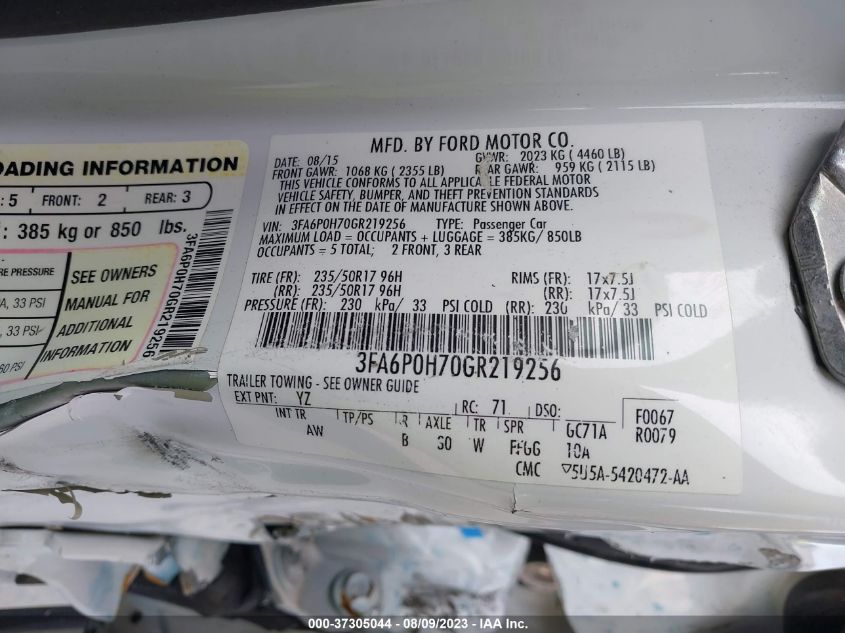 OADING INFORMATION
: 5 FRONT: 2 REAR: 3
: 385 kg or 850 lbs.
RE PRESSURE
A, 33 PSI
, 33 PSI
60 PSI
SEE OWNERS
MANUAL FOR
ADDITIONAL
INFORMATION
3FA6P0H70GR219256
MFD. BY FORD MOTOR CO.
DATE: 08/15 GVWR: 2023 KG ( 4460 LB)
FRONT GAWR: 1068 KG ( 2355 LB) REAR GAWR: 959 KG ( 2115 LB)
THIS VEHICLE CONFORMS TO ALL APPLICABLE FEDERAL MOTOR
VEHICLE SAFETY, BUMPER, AND THEFT PREVENTION STANDARDS
IN EFFECT ON THE DATE OF MANUFACTURE SHOWN ABOVE.
VIN: 3FA6P0H70GR219256 TYPE: Passenger Car
MAXIMUM LOAD = OCCUPANTS + LUGGAGE = 385KG/ 850LB
OCCUPANTS = 5 TOTAL; 2 FRONT, 3 REAR
TIRE (FR): 235/50R17 96H RIMS (FR): 17x7.5J
(RR): 235/50R17 96H (RR): 17x7.5J
PRESSURE (FR): 230 kPa/ 33 PSI COLD (RR): 230 kPa/ 33 PSI COLD
3FA6P0H70GR219256
TRAILER TOWING - SEE OWNER GUIDE
EXT PNT: YZ RC: 71 DSO: F0067
INT TR TP/PS R AXLE TR SPR GC71A R0079
AW B SO W FFGG 10A
CMC 5U5A-5420472-AA
000-37305044 - 08/09/2023 - IAA Inc.